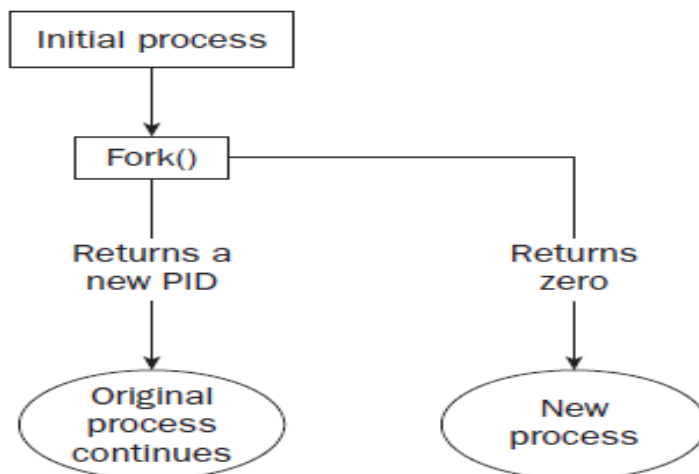 Initial process
Fork()
Returns a
new PID
Returns
zero
Original
process
continues
New
process